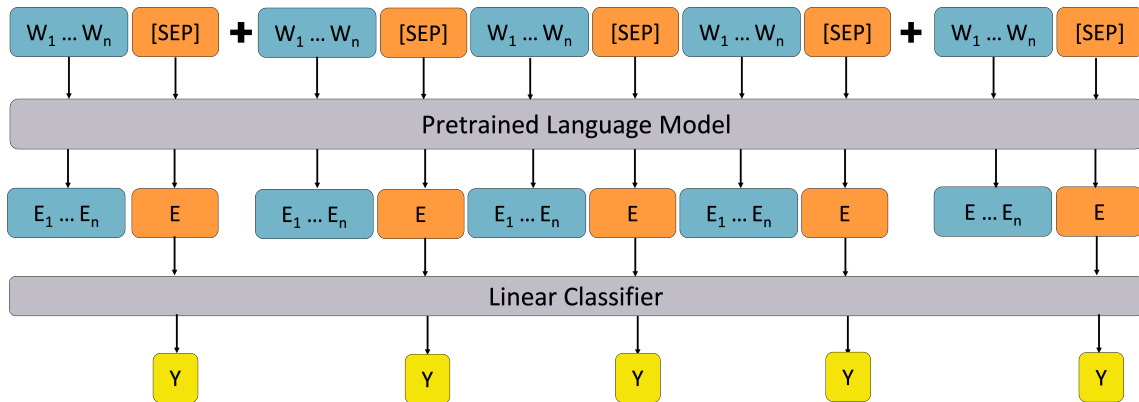 W₁ … Wₙ [SEP] + W₁ … Wₙ [SEP] W₁ … Wₙ [SEP] W₁ … Wₙ [SEP] + W₁ … Wₙ [SEP]
Pretrained Language Model
E₁ … Eₙ E E₁ … Eₙ E E₁ … Eₙ E E₁ … Eₙ E E … Eₙ E
Linear Classifier
Y Y Y Y Y